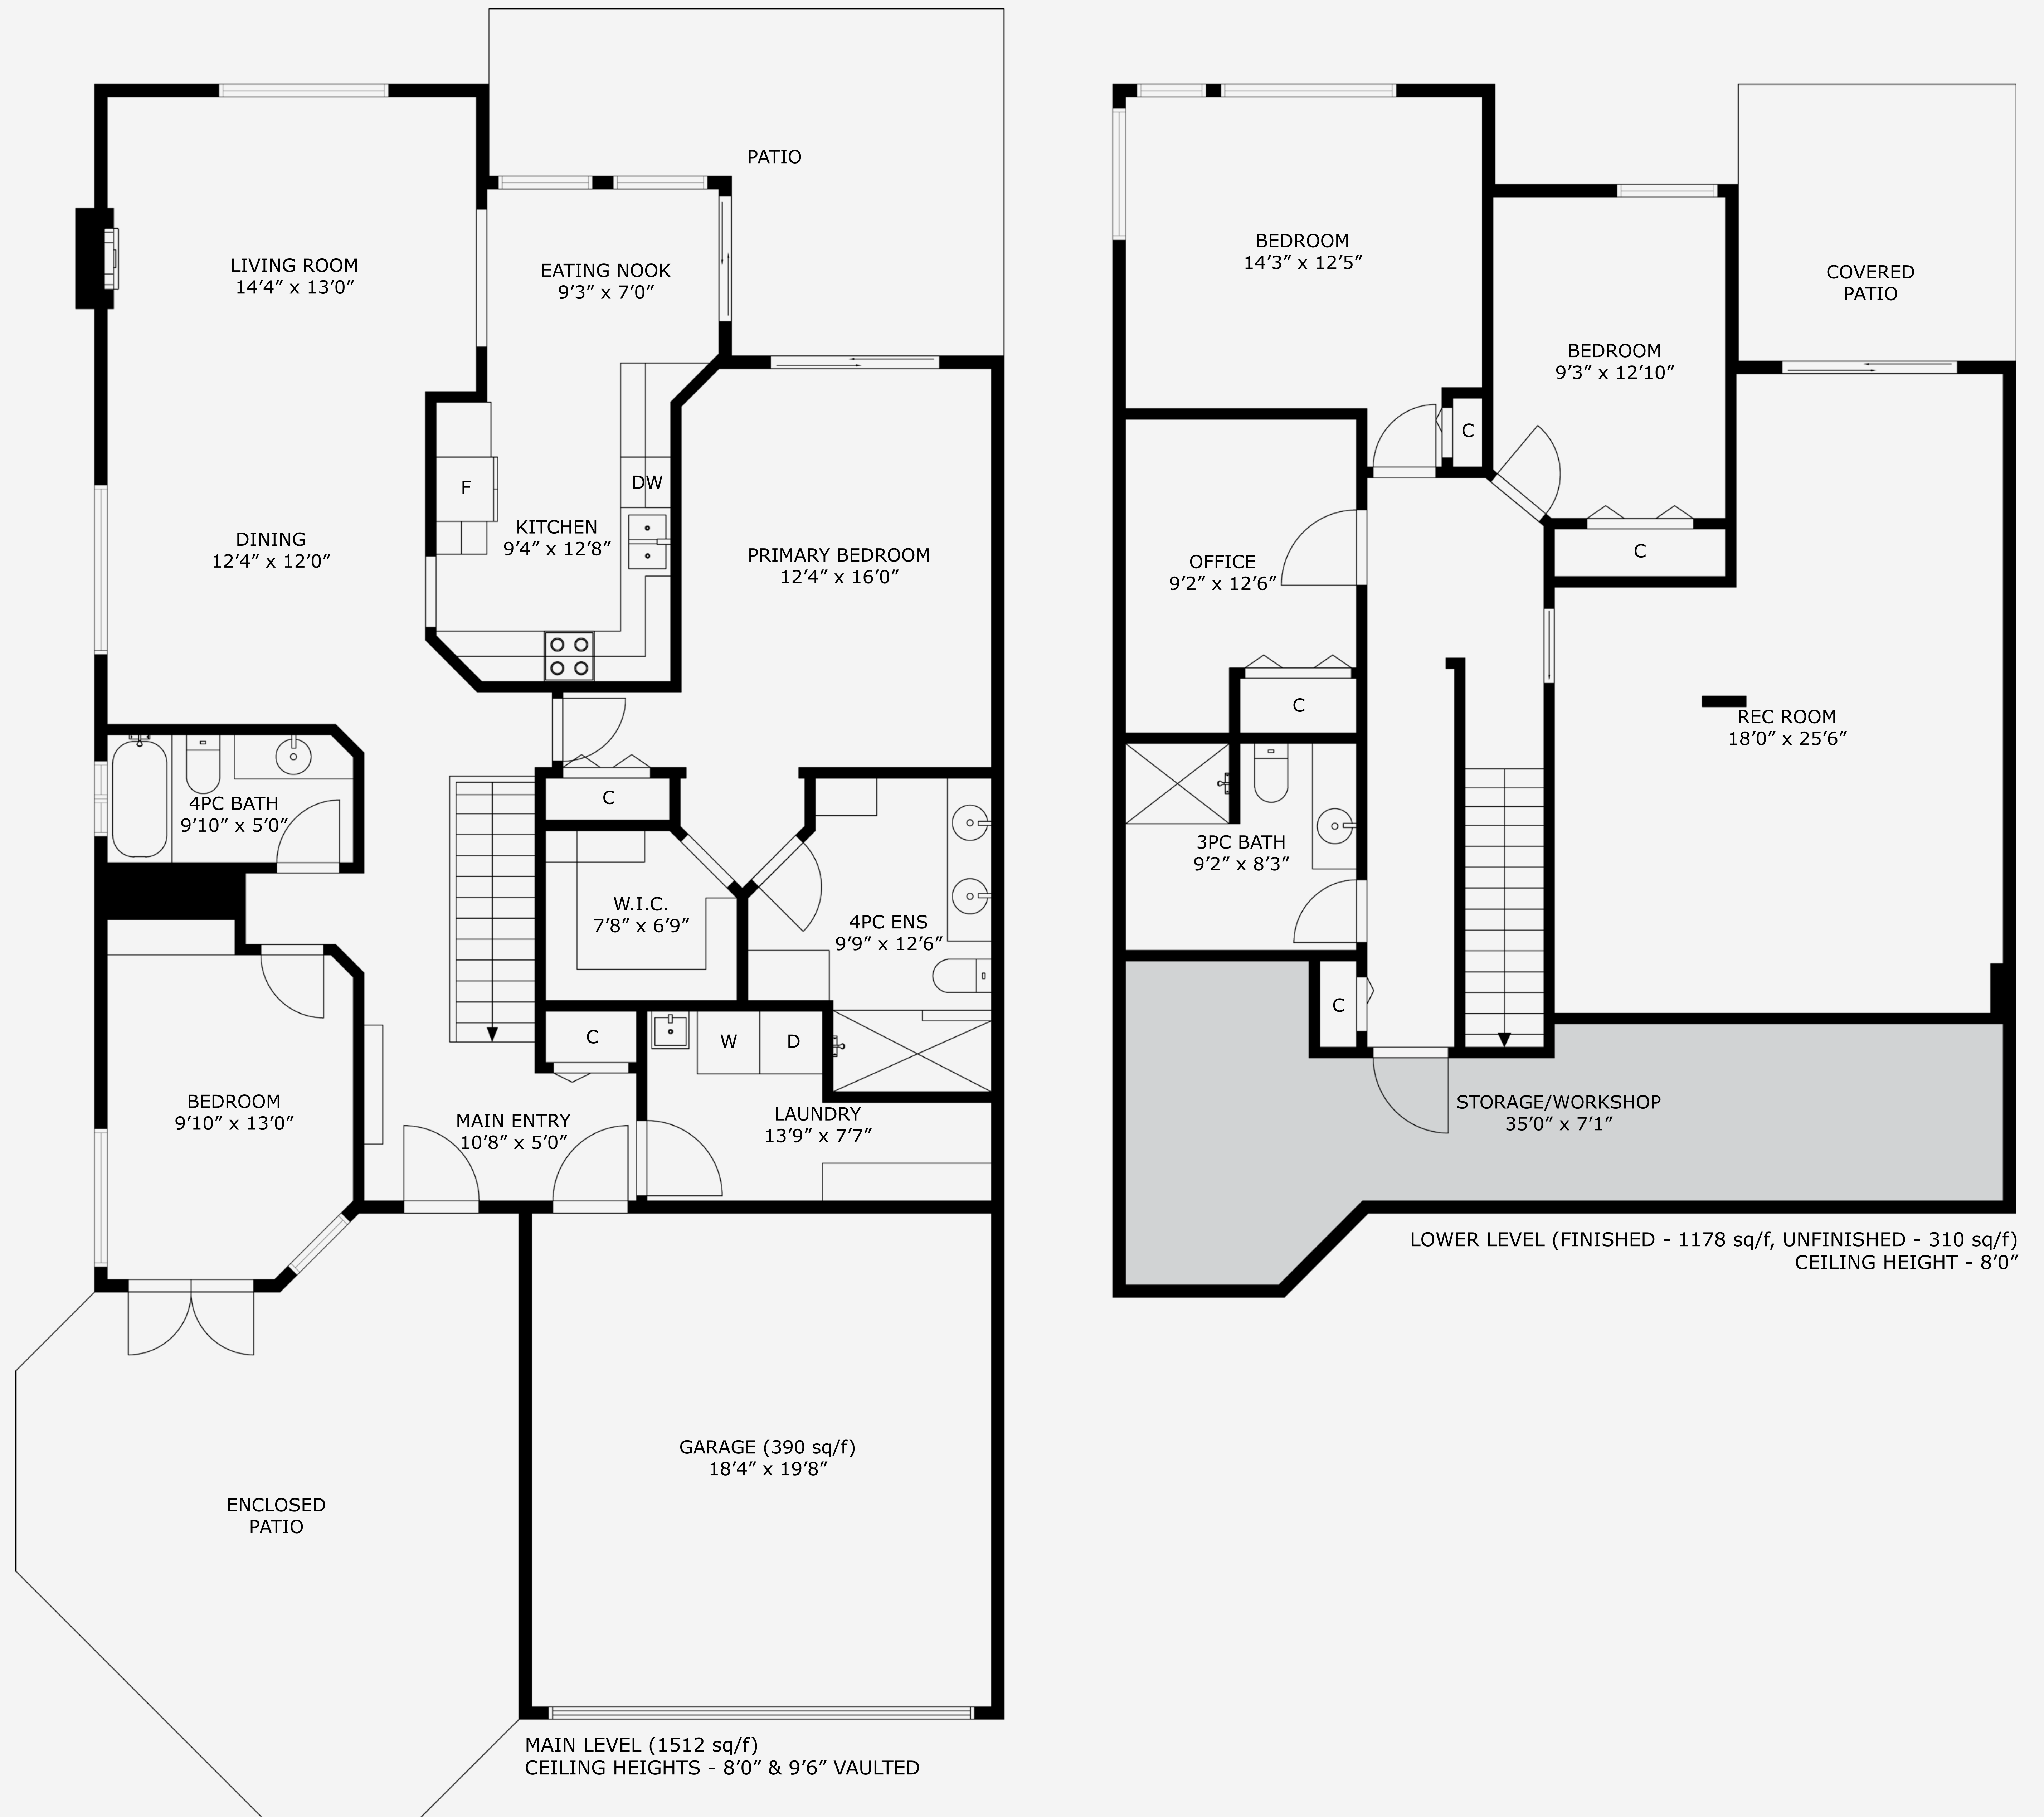 PATIO
LIVING ROOM
14’4” x 13’0”
EATING NOOK
9’3” x 7’0”
F
DW
KITCHEN
9’4” x 12’8”
DINING
12’4” x 12’0”
PRIMARY BEDROOM
12’4” x 16’0”
4PC BATH
9’10” x 5’0”
C
W.I.C.
7’8” x 6’9”
4PC ENS
9’9” x 12’6”
C
W
D
BEDROOM
9’10” x 13’0”
MAIN ENTRY
10’8” x 5’0”
LAUNDRY
13’9” x 7’7”
GARAGE (390 sq/f)
18’4” x 19’8”
ENCLOSED
PATIO
MAIN LEVEL (1512 sq/f)
CEILING HEIGHTS - 8’0” & 9’6” VAULTED
BEDROOM
14’3” x 12’5”
COVERED
PATIO
BEDROOM
9’3” x 12’10”
C
OFFICE
9’2” x 12’6”
C
C
REC ROOM
18’0” x 25’6”
3PC BATH
9’2” x 8’3”
C
STORAGE/WORKSHOP
35’0” x 7’1”
LOWER LEVEL (FINISHED - 1178 sq/f, UNFINISHED - 310 sq/f)
CEILING HEIGHT - 8’0”